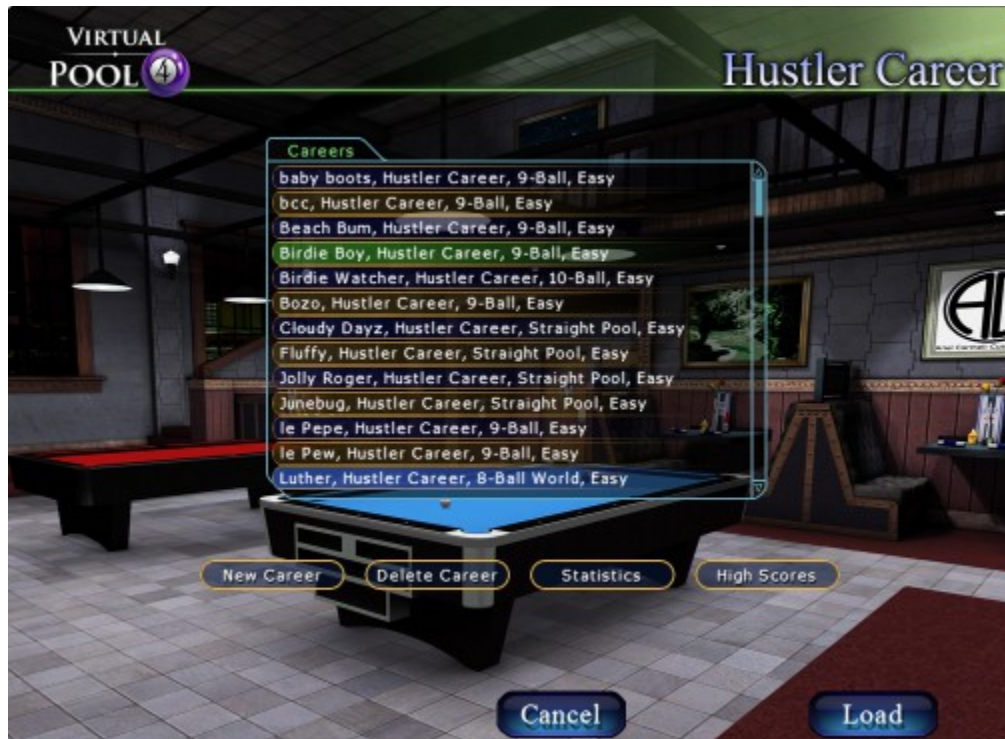 VIRTUAL
POOL 4
Hustler Career
Careers
baby boots, Hustler Career, 9-Ball, Easy
bcc, Hustler Career, 9-Ball, Easy
Beach Bum, Hustler Career, 9-Ball, Easy
Birdie Boy, Hustler Career, 9-Ball, Easy
Birdie Watcher, Hustler Career, 10-Ball, Easy
Bozo, Hustler Career, 9-Ball, Easy
Cloudy Dayz, Hustler Career, Straight Pool, Easy
Fluffy, Hustler Career, Straight Pool, Easy
Jolly Roger, Hustler Career, Straight Pool, Easy
Junebug, Hustler Career, Straight Pool, Easy
le Pepe, Hustler Career, 9-Ball, Easy
le Pew, Hustler Career, 9-Ball, Easy
Luther, Hustler Career, 8-Ball World, Easy
New Career Delete Career Statistics High Scores
Cancel Load